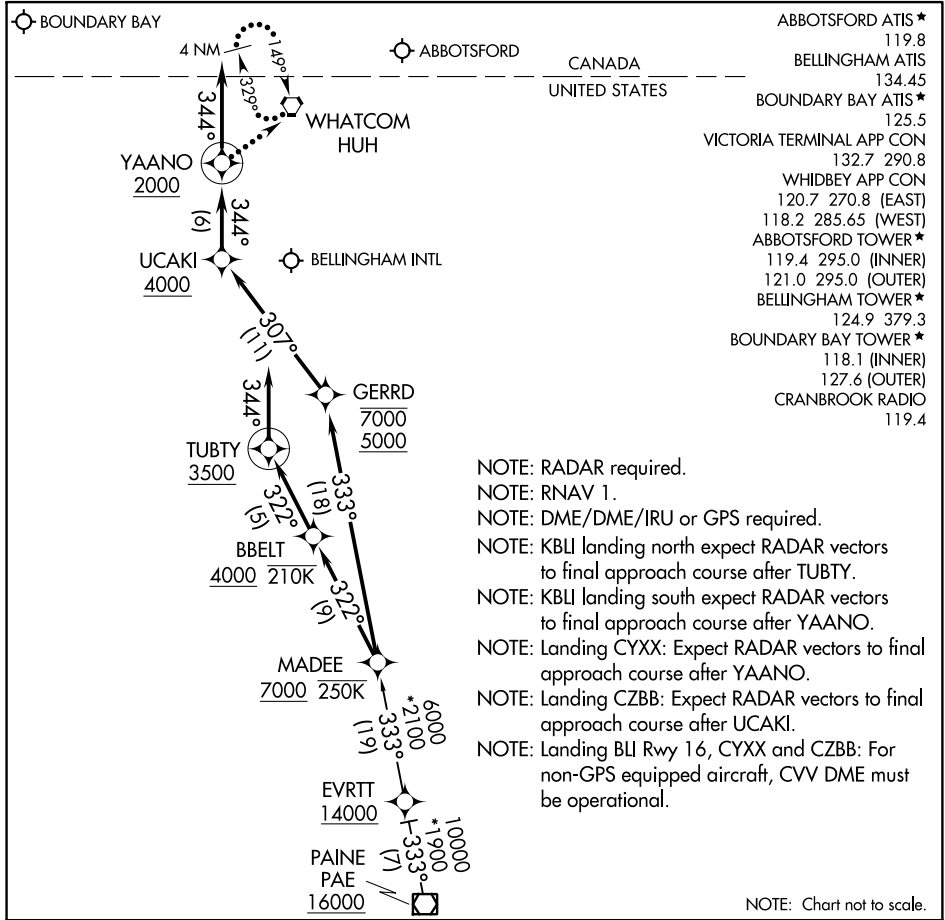 BOUNDARY BAY
4 NM
149°
329°
ABBOTSFORD
CANADA
UNITED STATES
WHATCOM
HUH
344°
YAANO
2000
344°
(6)
UCAKI
4000
BELLINGHAM INTL
307°
(11)
GERRD
7000
5000
344°
TUBTY
3500
333°
(18)
322°
(5)
BBELT
4000 210K
322°
(9)
MADEE
7000 250K
6000
*2100
333°
(19)
EVRTT
14000
10000
*1900
333°
(7)
PAINE
PAE
16000
ABBOTSFORD ATIS★
119.8
BELLINGHAM ATIS
134.45
BOUNDARY BAY ATIS★
125.5
VICTORIA TERMINAL APP CON
132.7 290.8
WHIDBEY APP CON
120.7 270.8 (EAST)
118.2 285.65 (WEST)
ABBOTSFORD TOWER★
119.4 295.0 (INNER)
121.0 295.0 (OUTER)
BELLINGHAM TOWER★
124.9 379.3
BOUNDARY BAY TOWER★
118.1 (INNER)
127.6 (OUTER)
CRANBROOK RADIO
119.4
NOTE: RADAR required.
NOTE: RNAV 1.
NOTE: DME/DME/IRU or GPS required.
NOTE: KBLI landing north expect RADAR vectors
to final approach course after TUBTY.
NOTE: KBLI landing south expect RADAR vectors
to final approach course after YAANO.
NOTE: Landing CYXX: Expect RADAR vectors to final
approach course after YAANO.
NOTE: Landing CZBB: Expect RADAR vectors to final
approach course after UCAKI.
NOTE: Landing BLI Rwy 16, CYXX and CZBB: For
non-GPS equipped aircraft, CVV DME must
be operational.
NOTE: Chart not to scale.